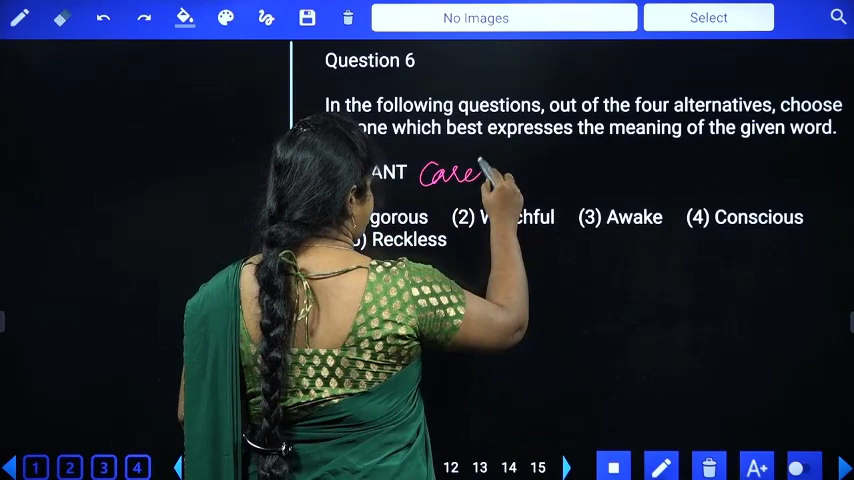 No Images
Select
Question 6
In the following questions, out of the four alternatives, choose
one which best expresses the meaning of the given word.
ANT Care
gorous (2) W chful (3) Awake (4) Conscious
) Reckless
1 2 3 4 12 13 14 15 A+